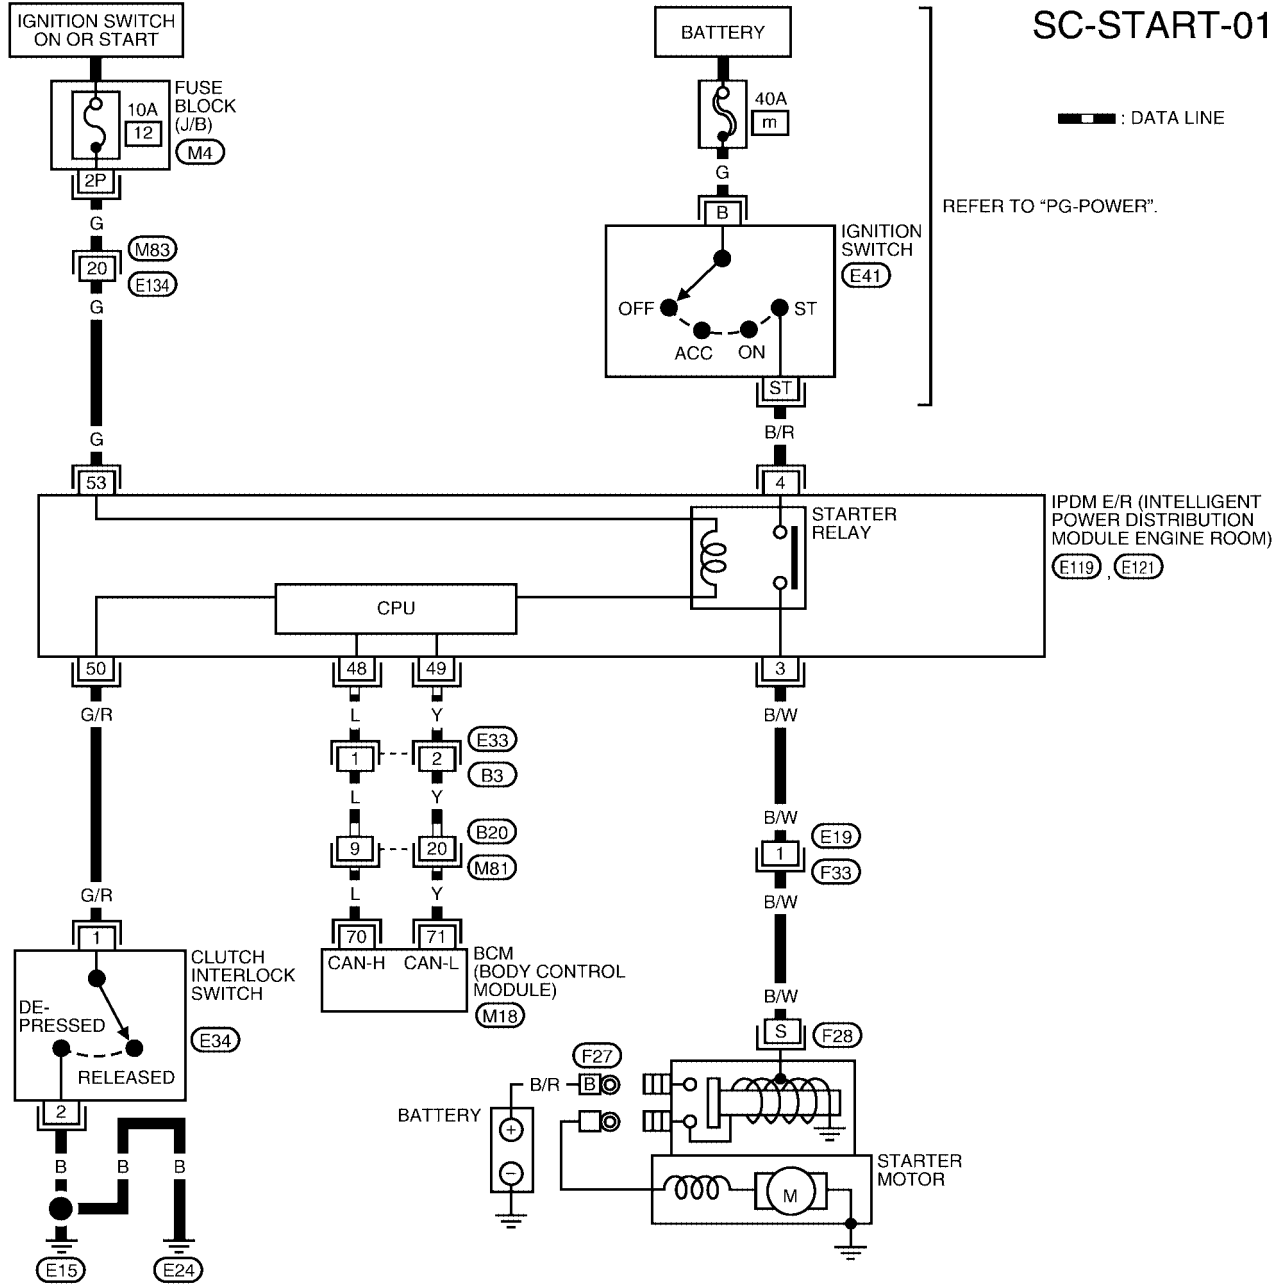 SC-START-01
IGNITION SWITCH
ON OR START
BATTERY
FUSE
BLOCK
(J/B)
10A
12
M4
2P
G
M83
20
E134
G
G
53
40A
m
G
B
: DATA LINE
REFER TO “PG-POWER”.
IGNITION
SWITCH
E41
OFF
ST
ACC
ON
ST
B/R
4
STARTER
RELAY
IPDM E/R (INTELLIGENT
POWER DISTRIBUTION
MODULE ENGINE ROOM)
E119 , E121
CPU
50
48
49
3
G/R
L
Y
B/W
1
2
E33
B3
L
Y
B/W
9
20
B20
M81
1
E19
F33
G/R
L
Y
B/W
1
70
71
CAN-H
CAN-L
BCM
(BODY CONTROL
MODULE)
M18
CLUTCH
INTERLOCK
SWITCH
E34
DE-
PRESSED
RELEASED
2
B
B
B
E15
E24
B/W
S
F28
F27
B/R
B
BATTERY
+
−
STARTER
MOTOR
M